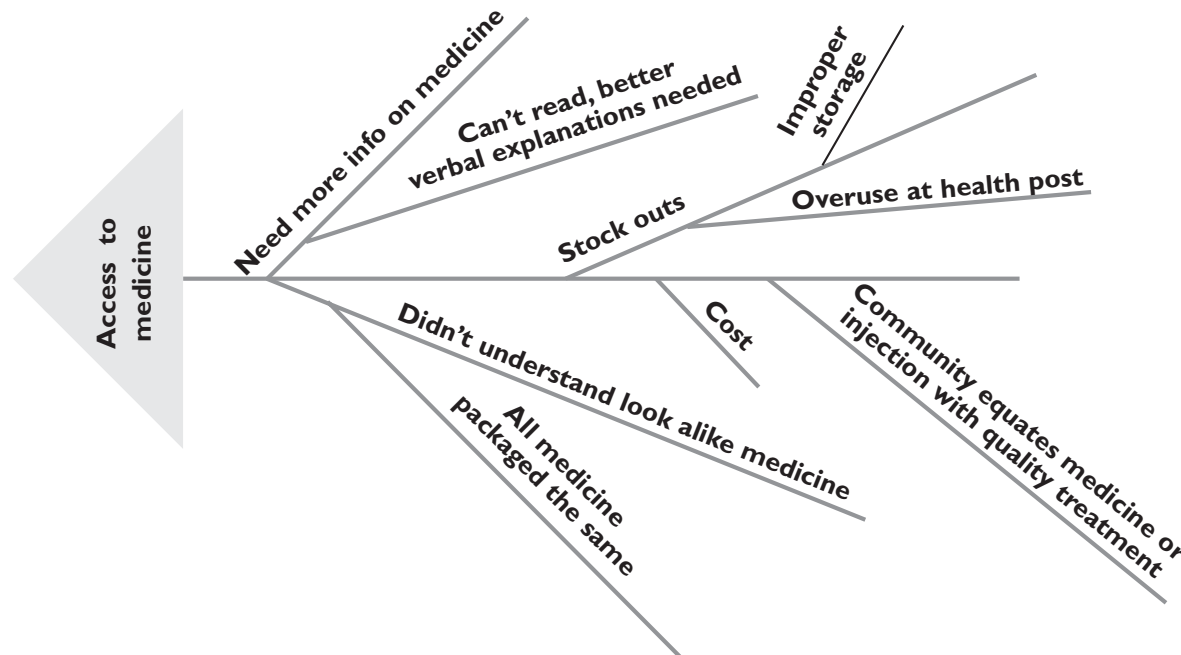 Access to
medicine
Need more info on medicine
Can't read, better
verbal explanations needed
Stock outs
Improper
storage
Overuse at health post
Didn't understand look alike medicine
All medicine
packaged the same
Cost
Community equates medicine or
injection with quality treatment